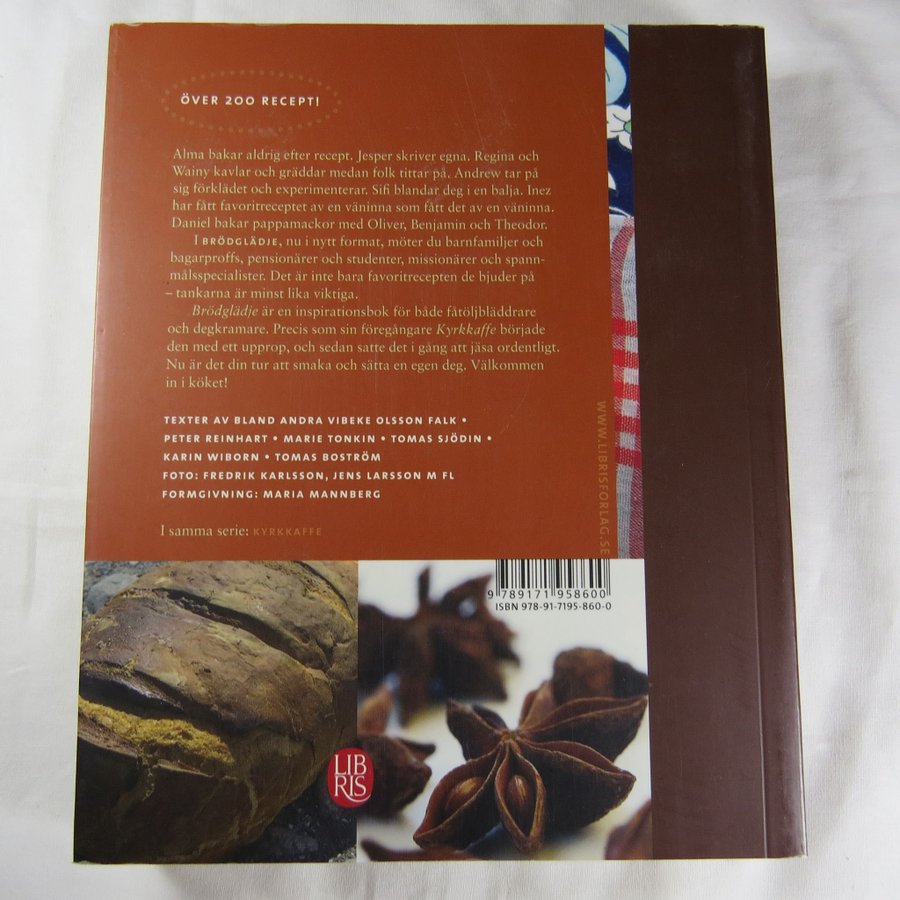 ÖVER 200 RECEPT!
Alma bakar aldrig efter recept. Jesper skriver egna. Regina och
Wainy kavlar och gräddar medan folk tittar på. Andrew tar på
sig förklädet och experimenterar. Sifi blandar deg i en balja. Inez
har fått favoritreceptet av en väninna som fått det av en väninna.
Daniel bakar pappamackor med Oliver, Benjamin och Theodor.
I BRÖDGLÄDJE, nu i nytt format, möter du barnfamiljer och
bagarproffs, pensionärer och studenter, missionärer och spann-
målsspecialister. Det är inte bara favoritrecepten de bjuder på
– tankarna är minst lika viktiga.
Brödglädje är en inspirationsbok för både fåtöljbläddrare
och degkramare. Precis som sin föregångare Kyrkkaffe började
den med ett upprop, och sedan satte det i gång att jäsa ordentligt.
Nu är det din tur att smaka och sätta en egen deg. Välkommen
in i köket!
TEXTER AV BLAND ANDRA VIBEKE OLSSON FALK •
PETER REINHART • MARIE TONKIN • TOMAS SJÖDIN •
KARIN WIBORN • TOMAS BOSTRÖM
FOTO: FREDRIK KARLSSON, JENS LARSSON M FL
FORMGIVNING: MARIA MANNBERG
I samma serie: KYRKKAFFE
WWW.LIBRISFORLAG.SE
9 789171 958600
ISBN 978-91-7195-860-0
LIB
RIS